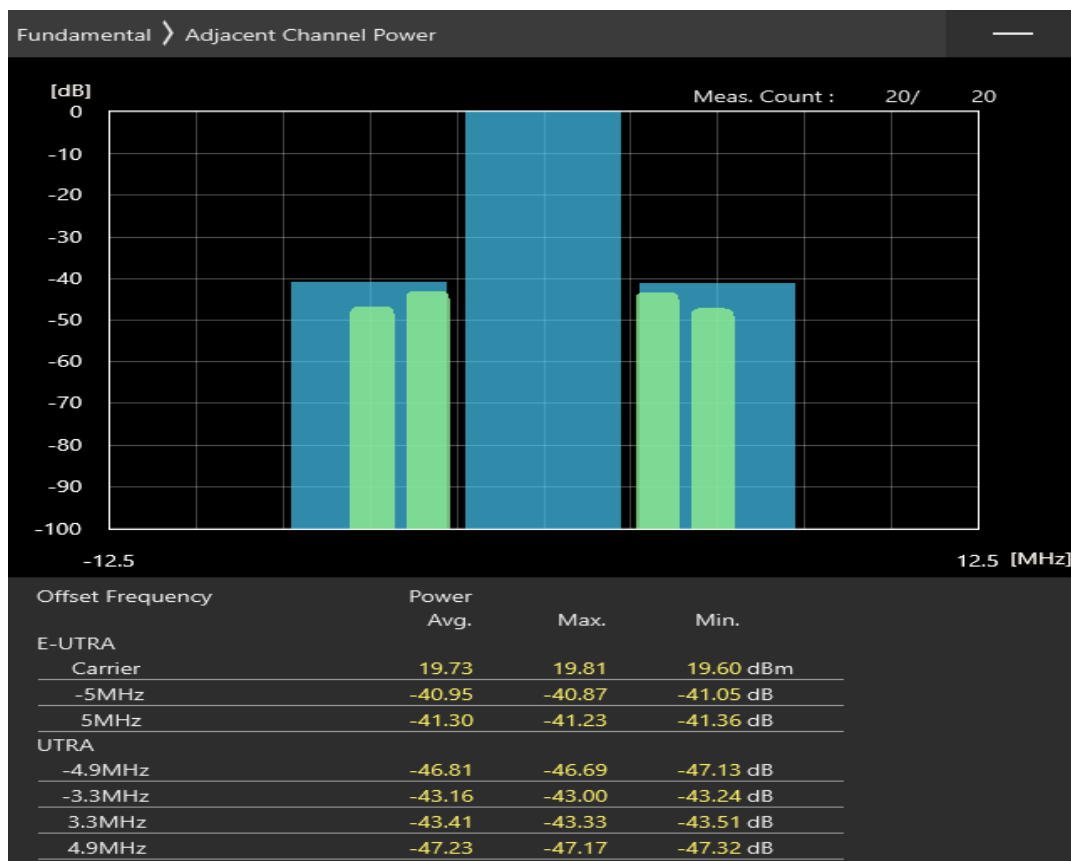 Fundamental ❯ Adjacent Channel Power
[dB]
Meas. Count : 20/ 20
0
-10
-20
-30
-40
-50
-60
-70
-80
-90
-100
-12.5 12.5 [MHz]
Offset Frequency Power
Avg. Max. Min.
E-UTRA
Carrier 19.73 19.81 19.60 dBm
-5MHz -40.95 -40.87 -41.05 dB
5MHz -41.30 -41.23 -41.36 dB
UTRA
-4.9MHz -46.81 -46.69 -47.13 dB
-3.3MHz -43.16 -43.00 -43.24 dB
3.3MHz -43.41 -43.33 -43.51 dB
4.9MHz -47.23 -47.17 -47.32 dB